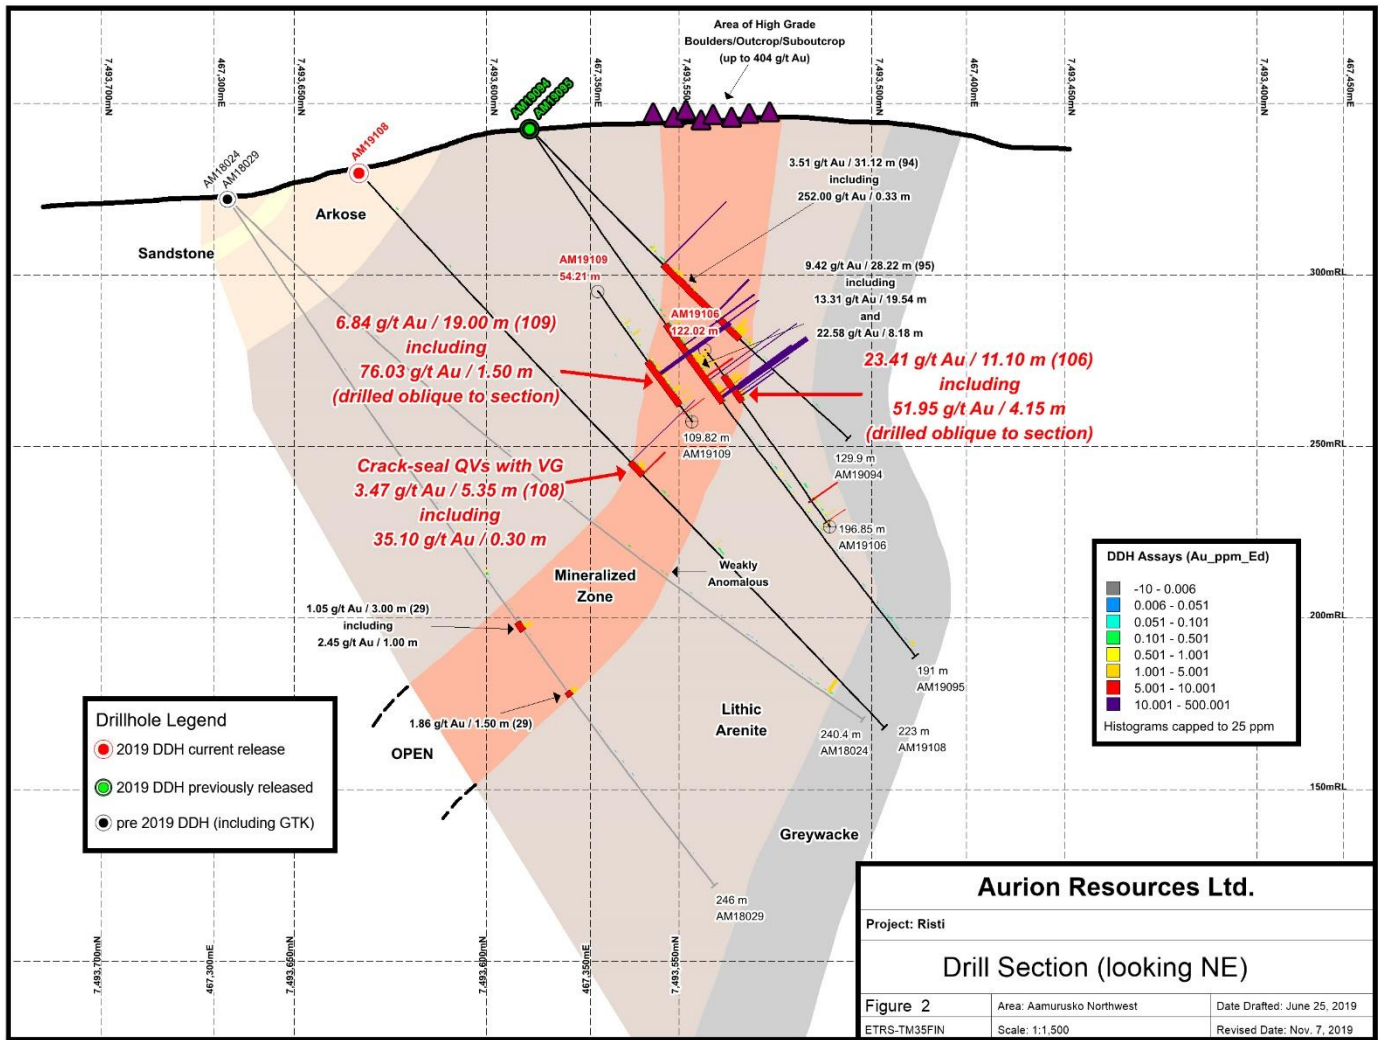 Area of High Grade
Boulders/Outcrop/Suboutcrop
(up to 404 g/t Au)
7,493,700mN
467,300mE
7,493,650mN
7,493,600mN
467,350mE
7,493,550mN
7,493,500mN
467,400mE
7,493,450mN
7,493,400mN
467,450mE
AM19094
AM19095
AM19108
AM18024
AM18029
Arkose
Sandstone
3.51 g/t Au / 31.12 m (94)
including
252.00 g/t Au / 0.33 m
AM19109
54.21 m
9.42 g/t Au / 28.22 m (95)
including
13.31 g/t Au / 19.54 m
and
22.58 g/t Au / 8.18 m
300mRL
AM19106
122.02 m
6.84 g/t Au / 19.00 m (109)
including
76.03 g/t Au / 1.50 m
(drilled oblique to section)
23.41 g/t Au / 11.10 m (106)
including
51.95 g/t Au / 4.15 m
(drilled oblique to section)
109.82 m
AM19109
250mRL
129.9 m
AM19094
Crack-seal QVs with VG
3.47 g/t Au / 5.35 m (108)
including
35.10 g/t Au / 0.30 m
196.85 m
AM19106
Weakly
Anomalous
Mineralized
Zone
1.05 g/t Au / 3.00 m (29)
including
2.45 g/t Au / 1.00 m
200mRL
DDH Assays (Au_ppm_Ed)
-10 - 0.006
0.006 - 0.051
0.051 - 0.101
0.101 - 0.501
0.501 - 1.001
1.001 - 5.001
5.001 - 10.001
10.001 - 500.001
Histograms capped to 25 ppm
191 m
AM19095
1.86 g/t Au / 1.50 m (29)
Lithic
Arenite
240.4 m
AM18024
223 m
AM19108
OPEN
Drillhole Legend
2019 DDH current release
2019 DDH previously released
pre 2019 DDH (including GTK)
150mRL
Greywacke
246 m
AM18029
7,493,700mN
467,300mE
7,493,650mN
7,493,600mN
467,350mE
7,493,550mN
Aurion Resources Ltd.
Project: Risti
Drill Section (looking NE)
Figure 2
Area: Aamurusko Northwest
Date Drafted: June 25, 2019
ETRS-TM35FIN
Scale: 1:1,500
Revised Date: Nov. 7, 2019